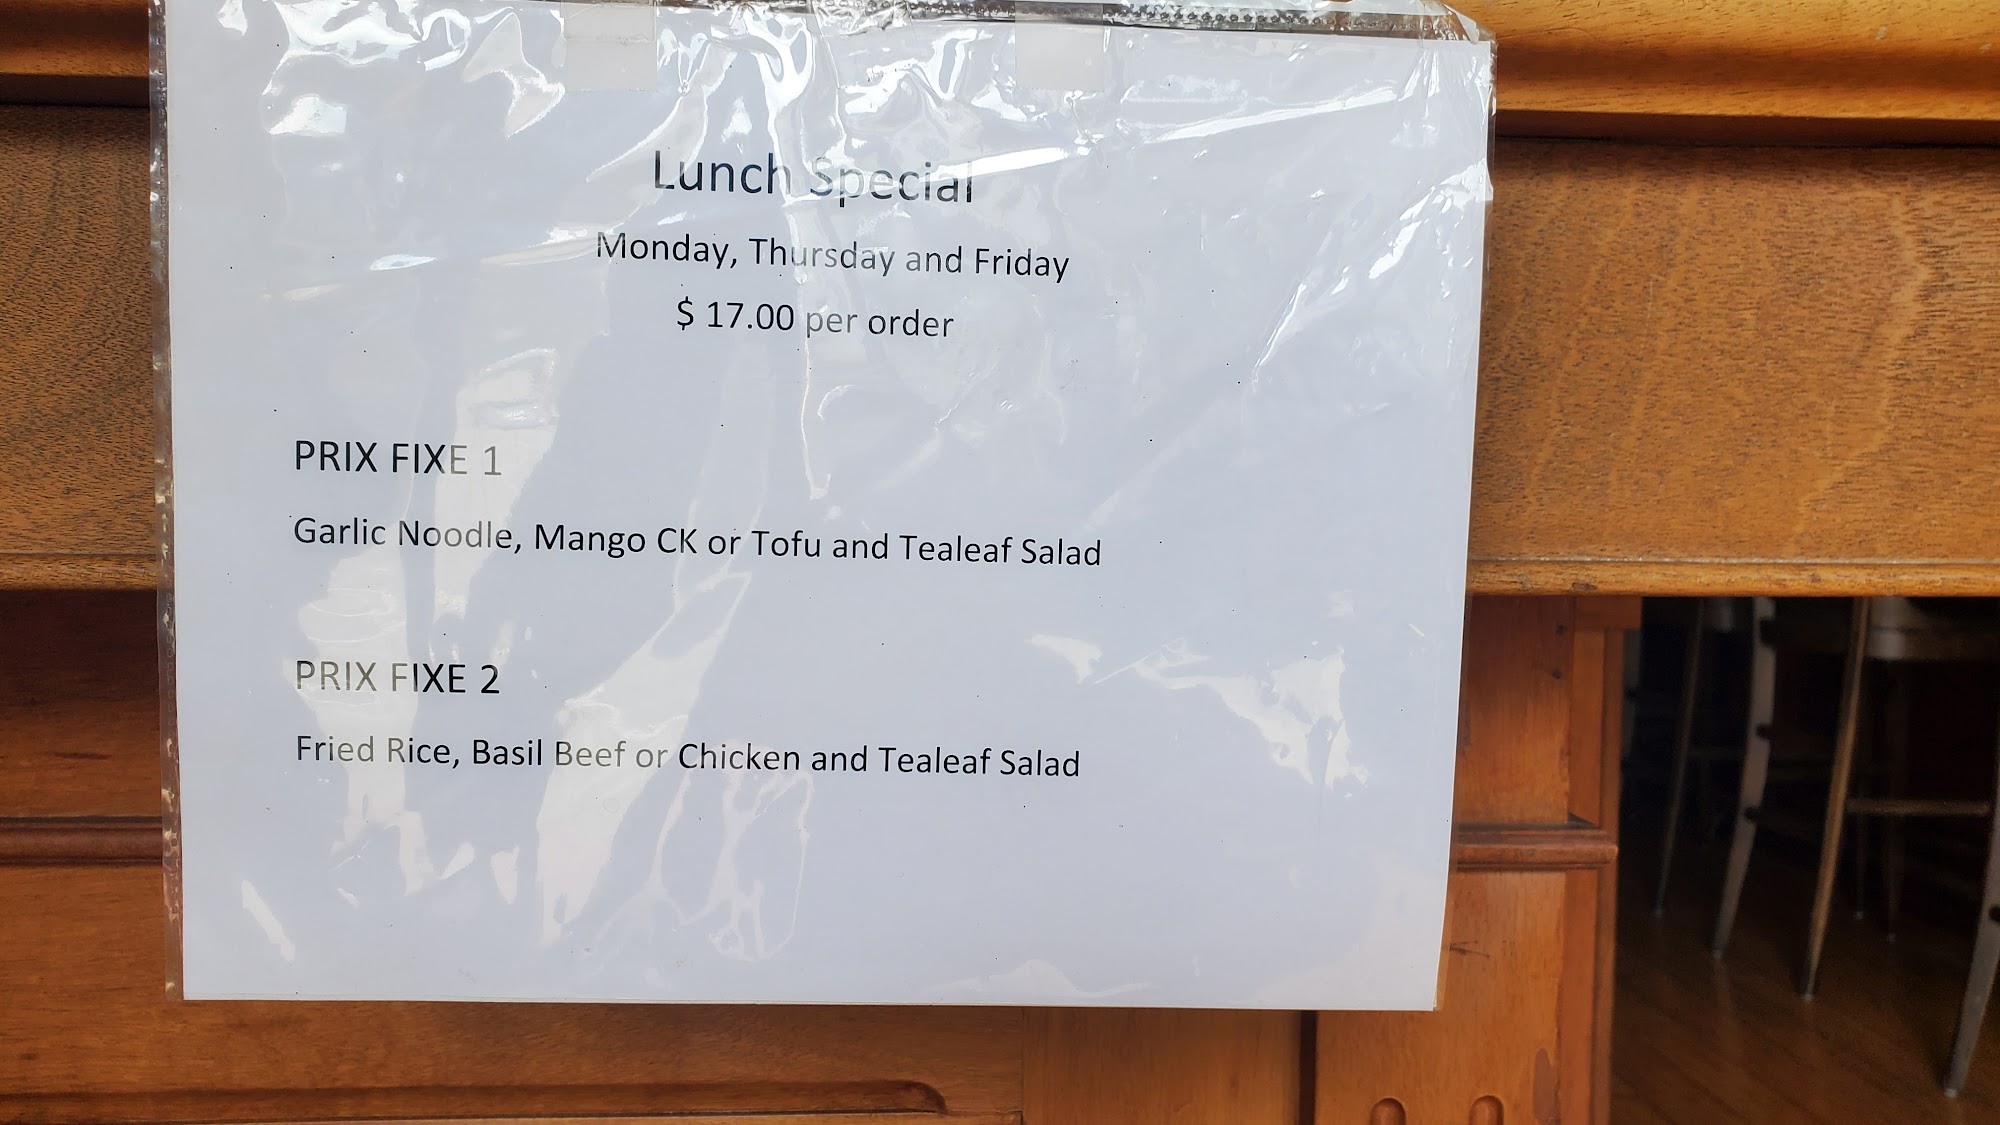 Lunch Special
Monday, Thursday and Friday
$ 17.00 per order
PRIX FIXE 1
Garlic Noodle, Mango CK or Tofu and Tealeaf Salad
PRIX FIXE 2
Fried Rice, Basil Beef or Chicken and Tealeaf Salad